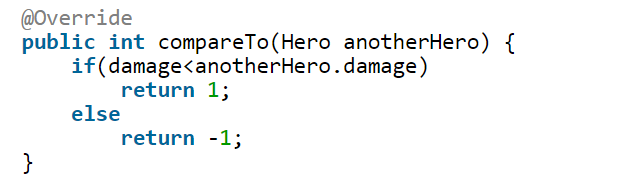 @Override
public int compareTo(Hero anotherHero) {
    if(damage<anotherHero.damage)
        return 1;
    else
        return -1;
}